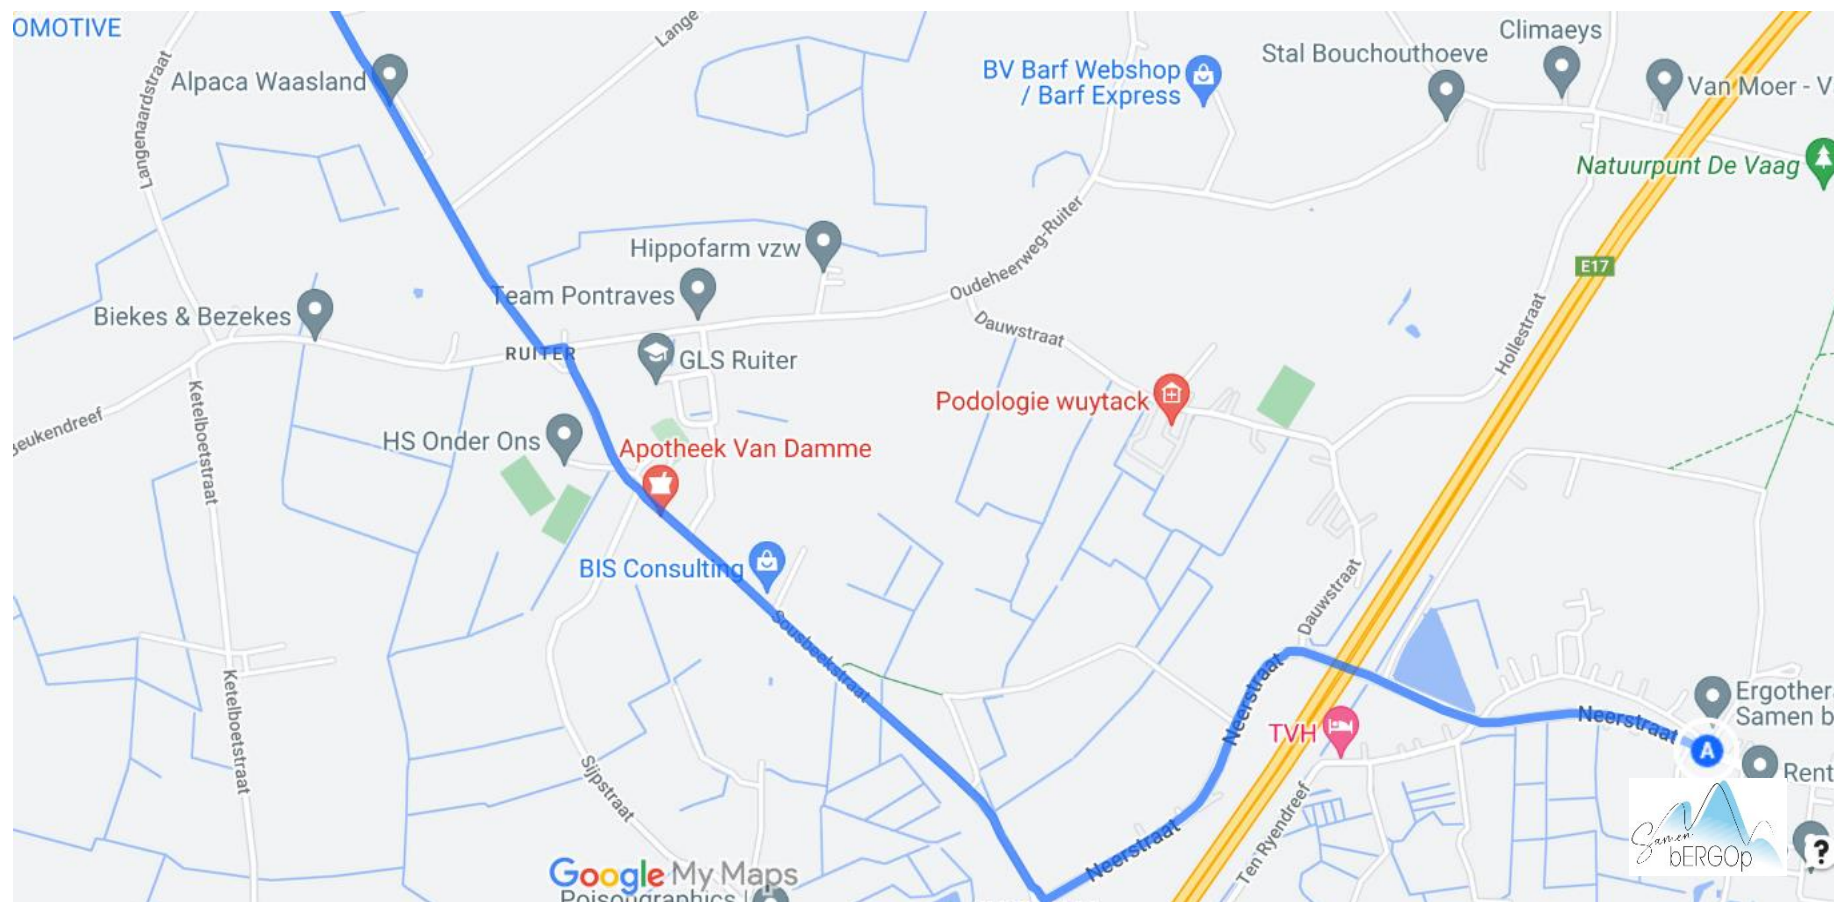 OMOTIVE
Alpaca Waasland
Langenaardstraat
Lange
BV Barf Webshop
/ Barf Express
Stal Bouchouthoeve
Climaeys
Van Moer - V
Natuurpunt De Vaag
Hippofarm vzw
Oudeheerweg-Ruiter
E17
Team Pontraves
Biekes & Bezekes
Dauwstraat
Hollestraat
RUITER
GLS Ruiter
Podologie wuytack
Beukendreef
Ketelboetstraat
HS Onder Ons
Apotheek Van Damme
BIS Consulting
Dauwstraat
Sousbeekstraat
Neerstraat
Ketelboetstraat
Ergother
Samen b
Neerstraat
TVH
A
Rent
Sijpstraat
Neerstraat
Ten Ryendreef
Samen
bERGOp
?
Google My Maps
Poisougraphics